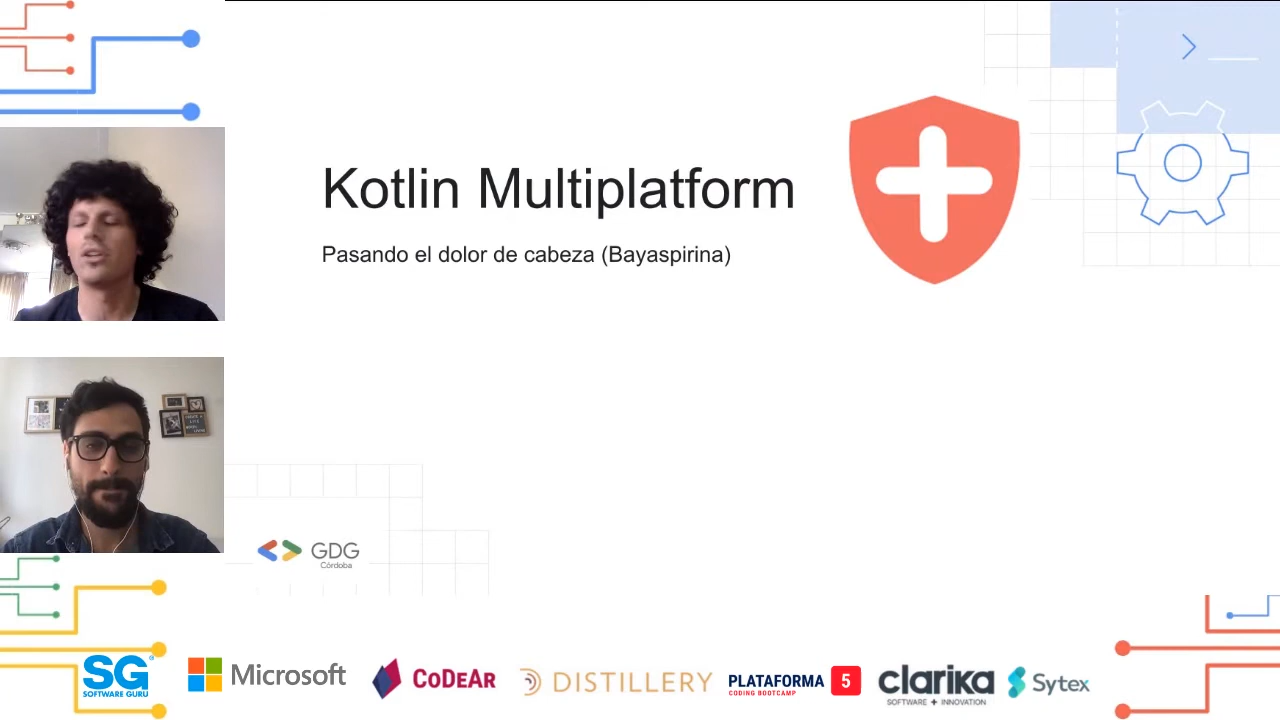 Kotlin Multiplatform
Pasando el dolor de cabeza (Bayaspirina)
GDG
Córdoba
SG
SOFTWARE GURU
Microsoft
CoDeAr
DISTILLERY
PLATAFORMA 5
CODING BOOTCAMP
clarika
SOFTWARE + INNOVATION
Sytex